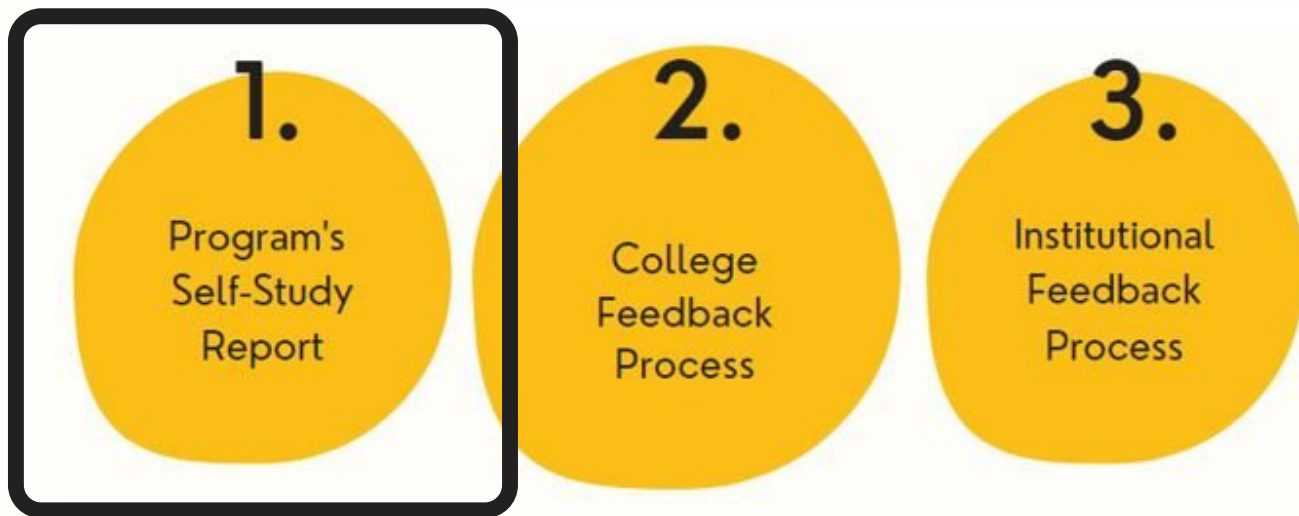 1.
Program's
Self-Study
Report
2.
College
Feedback
Process
3.
Institutional
Feedback
Process